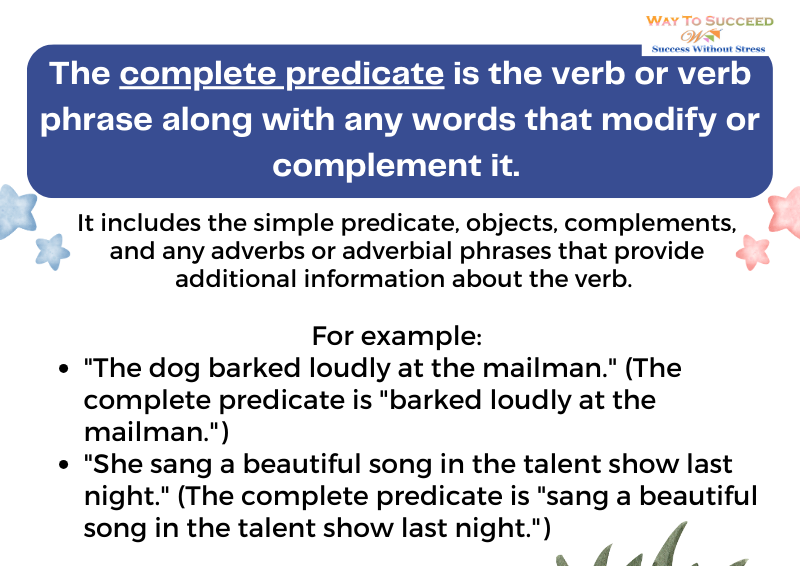 WAY TO SUCCEED
W
Success Without Stress
The complete predicate is the verb or verb
phrase along with any words that modify or
complement it.
It includes the simple predicate, objects, complements,
and any adverbs or adverbial phrases that provide
additional information about the verb.
For example:
• "The dog barked loudly at the mailman." (The
complete predicate is "barked loudly at the
mailman.")
• "She sang a beautiful song in the talent show last
night." (The complete predicate is "sang a beautiful
song in the talent show last night.")